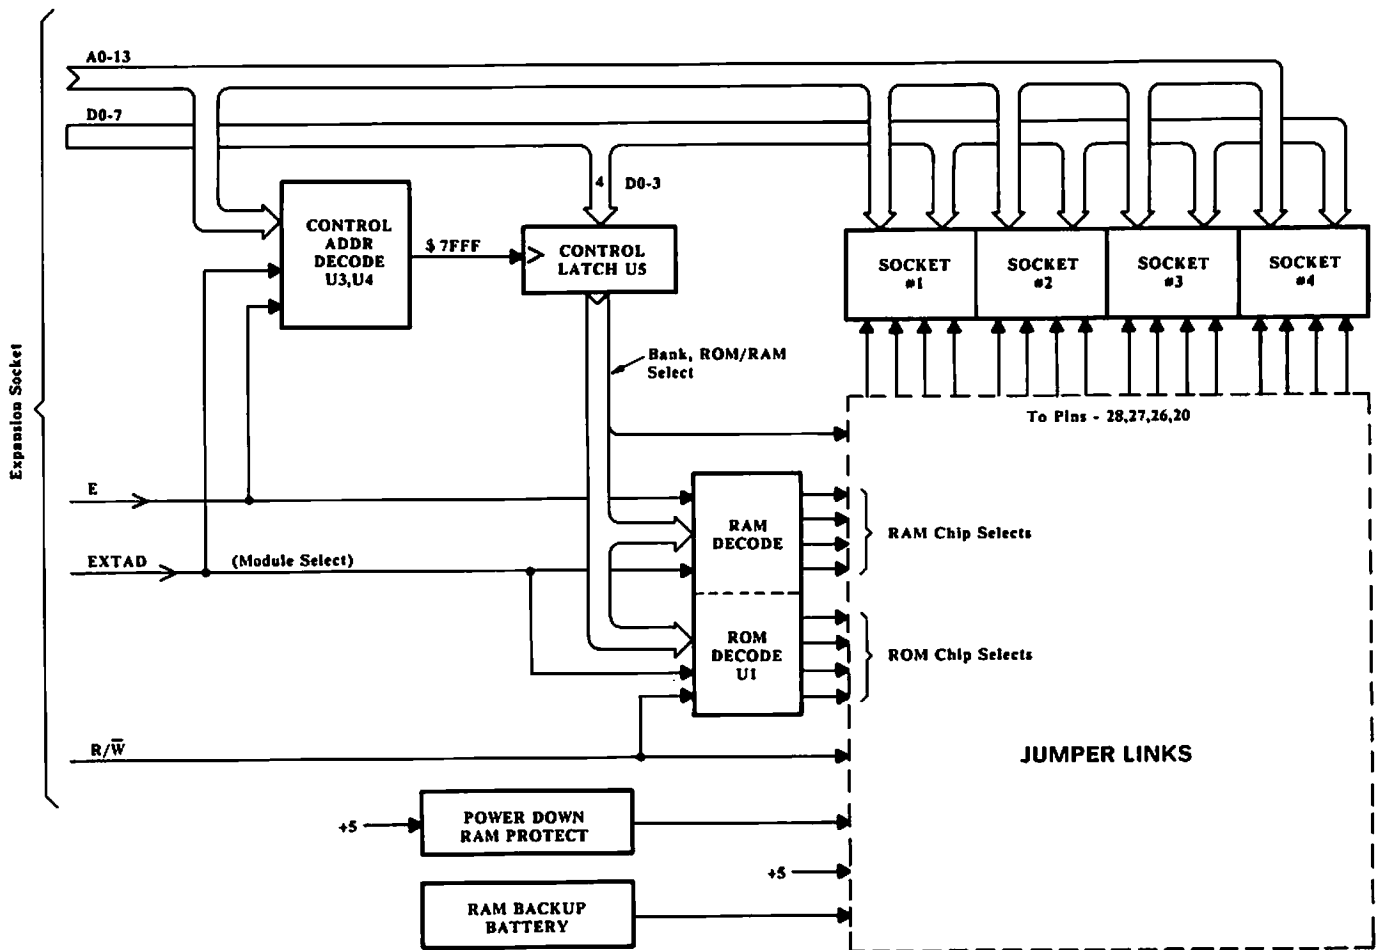 A0-13
D0-7
4 D0-3
CONTROL
ADDR
DECODE
U3,U4
$ 7FFF
CONTROL
LATCH U5
SOCKET
#1
SOCKET
#2
SOCKET
#3
SOCKET
#4
Bank, ROM/RAM
Select
To Pins - 28,27,26,20
Expansion Socket
E
RAM
DECODE
RAM Chip Selects
EXTAD
(Module Select)
ROM
DECODE
U1
ROM Chip Selects
R/W̅
JUMPER LINKS
+5
POWER DOWN
RAM PROTECT
+5
RAM BACKUP
BATTERY